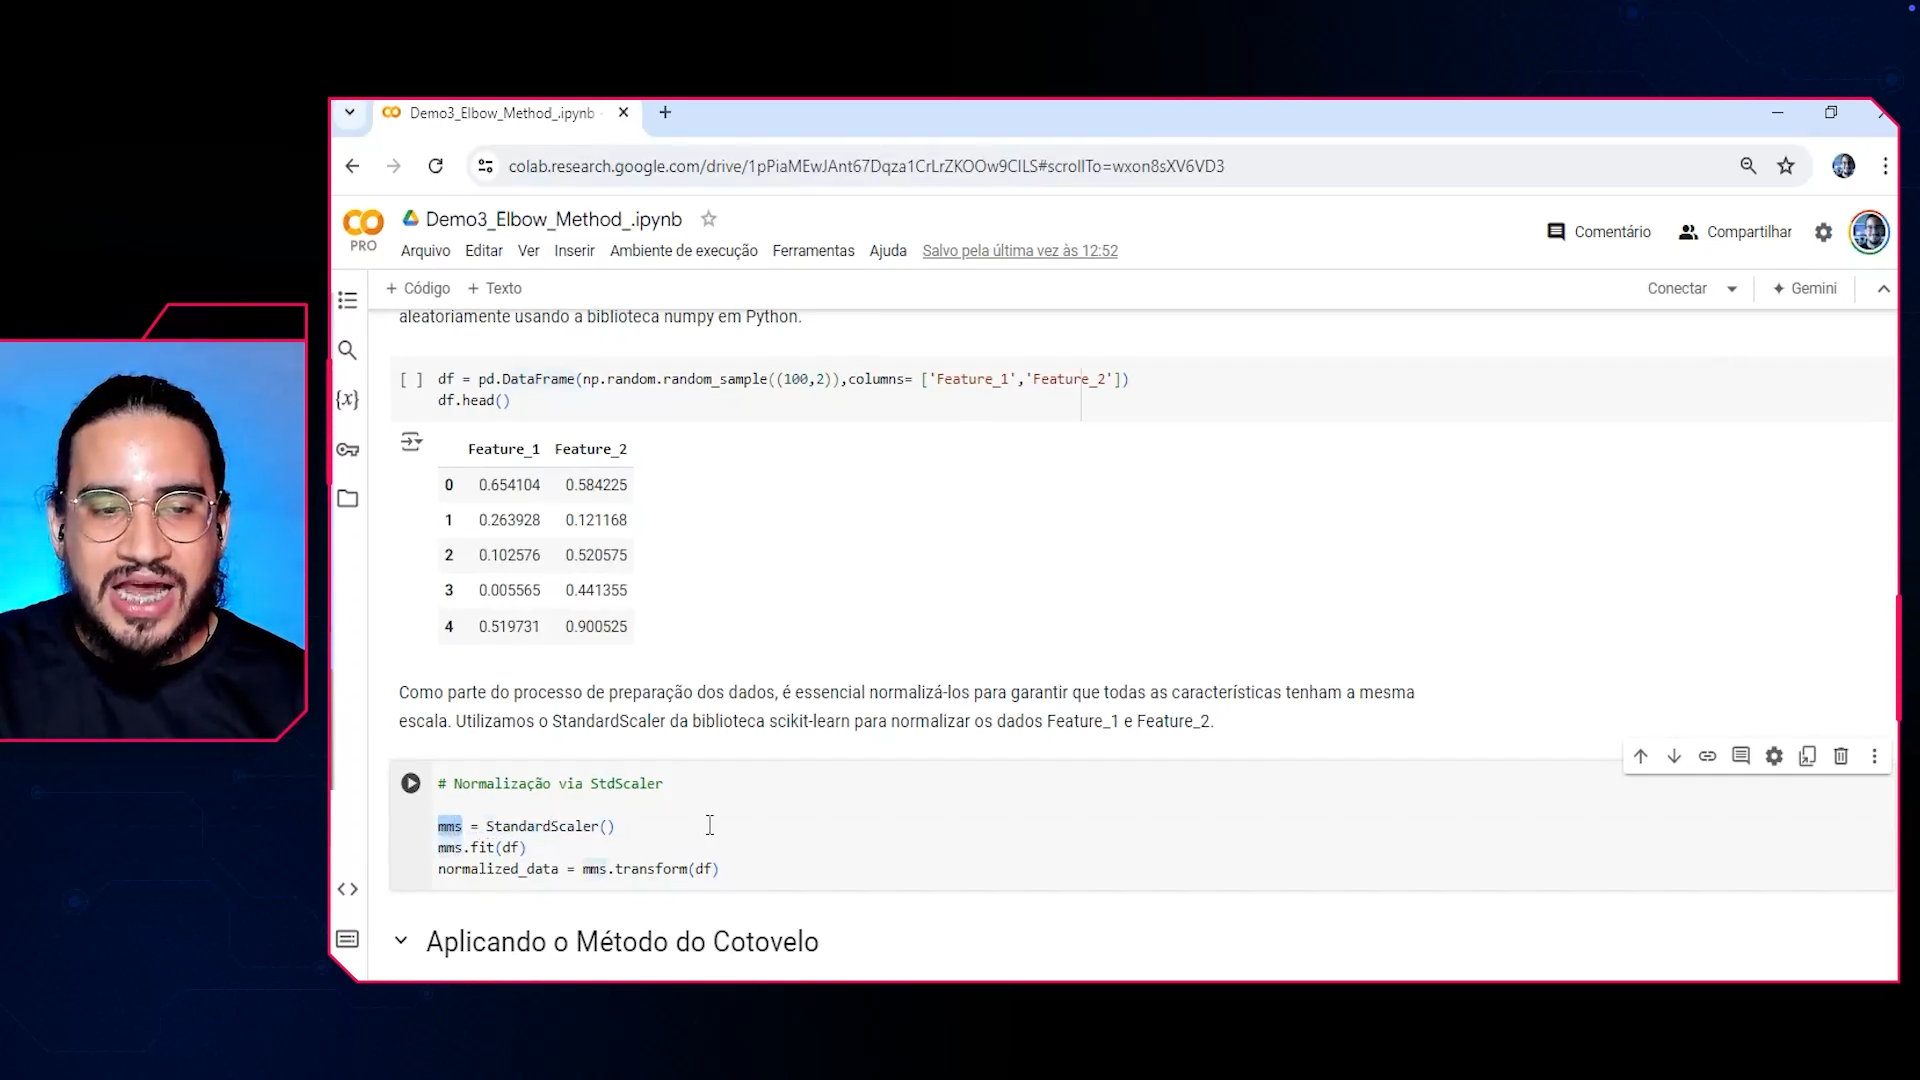 Demo3_Elbow_Method_.ipynb
colab.research.google.com/drive/1pPiaMEwJAnt67Dqza1CrLrZKOOw9CILS#scrollTo=wxon8sXV6VD3
PRO
Demo3_Elbow_Method_.ipynb
Arquivo Editar Ver Inserir Ambiente de execução Ferramentas Ajuda Salvo pela última vez às 12:52
Comentário Compartilhar
+ Código + Texto
Conectar Gemini
aleatoriamente usando a biblioteca numpy em Python.
[ ] df = pd.DataFrame(np.random.random_sample((100,2)),columns= ['Feature_1','Feature_2'])
df.head()
Feature_1 Feature_2
0 0.654104 0.584225
1 0.263928 0.121168
2 0.102576 0.520575
3 0.005565 0.441355
4 0.519731 0.900525
Como parte do processo de preparação dos dados, é essencial normalizá-los para garantir que todas as características tenham a mesma
escala. Utilizamos o StandardScaler da biblioteca scikit-learn para normalizar os dados Feature_1 e Feature_2.
# Normalização via StdScaler
mms = StandardScaler()
mms.fit(df)
normalized_data = mms.transform(df)
Aplicando o Método do Cotovelo